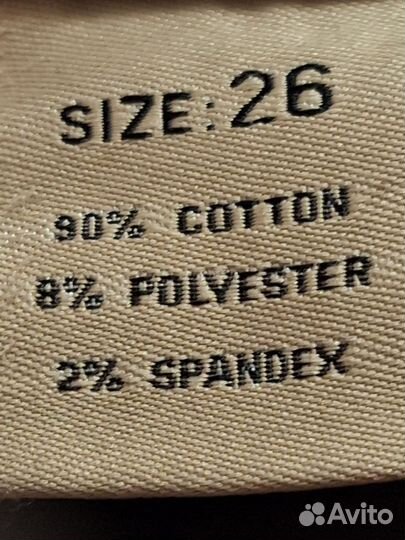 SIZE: 26
90% COTTON
8% POLYESTER
2% SPANDEX
Avito